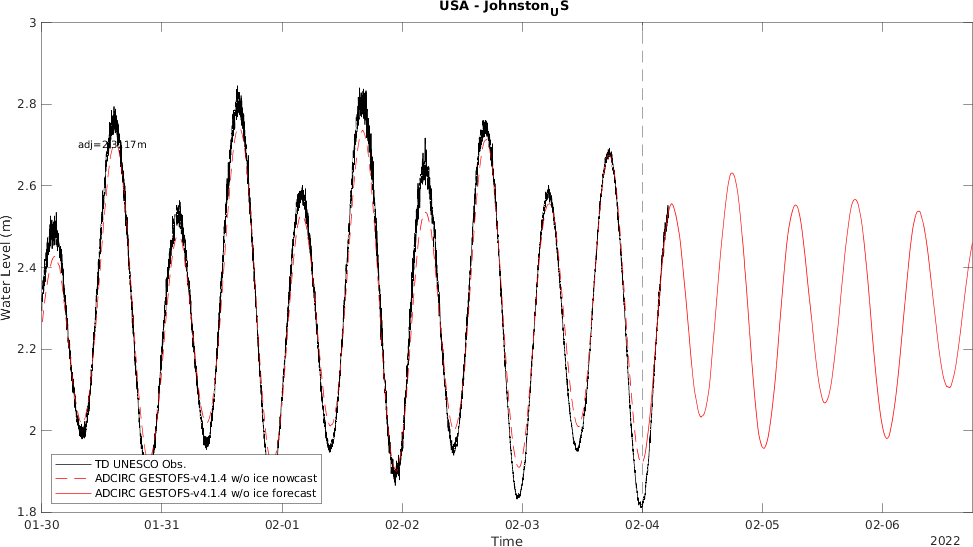 USA - Johnston_US
3
2.8
2.6
2.4
2.2
2
1.8
Water Level (m)
TD UNESCO Obs.
ADCIRC GESTOFS-v4.1.4 w/o ice nowcast
ADCIRC GESTOFS-v4.1.4 w/o ice forecast
01-30 01-31 02-01 02-02 02-03 02-04 02-05 02-06
Time
2022